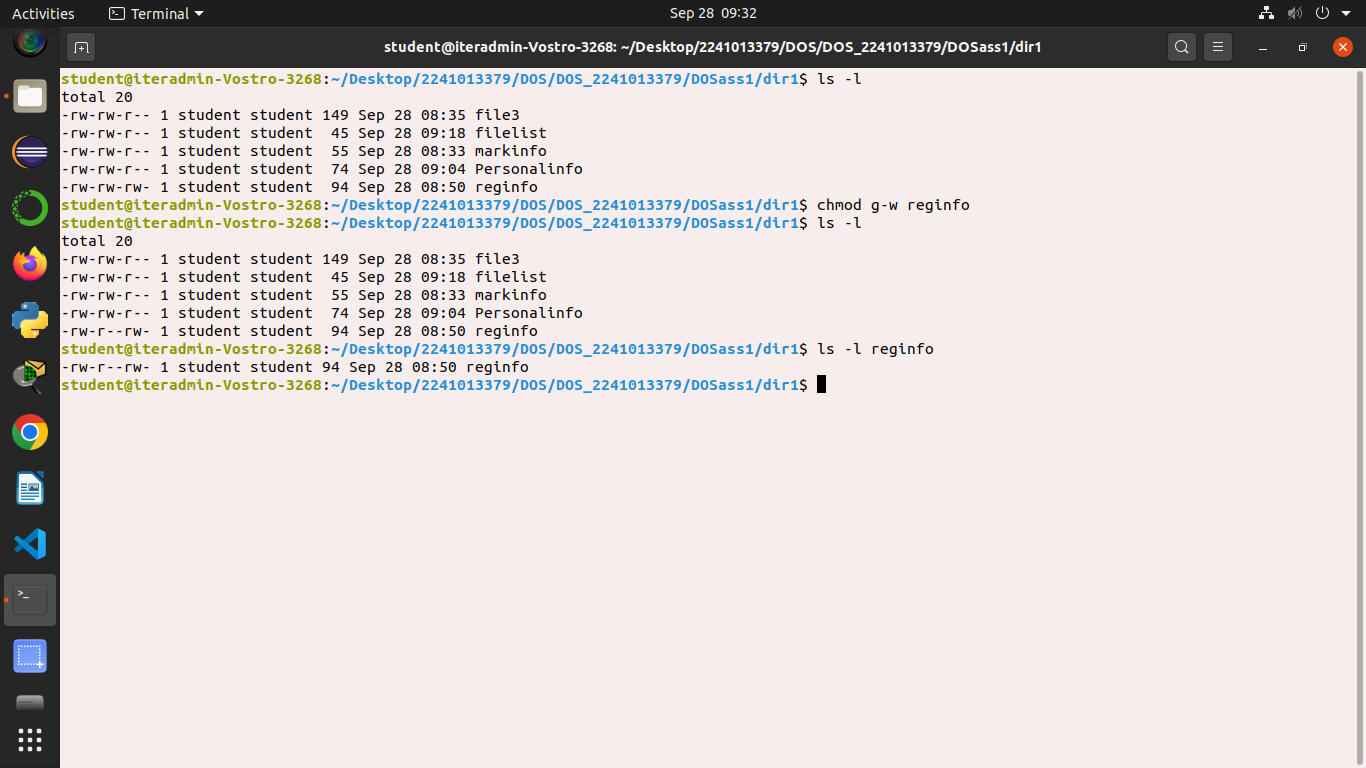 Activities Terminal Sep 28 09:32
student@iteradmin-Vostro-3268: ~/Desktop/2241013379/DOS/DOS_2241013379/DOSass1/dir1
student@iteradmin-Vostro-3268:~/Desktop/2241013379/DOS/DOS_2241013379/DOSass1/dir1$ ls -l
total 20
-rw-rw-r-- 1 student student 149 Sep 28 08:35 file3
-rw-rw-r-- 1 student student  45 Sep 28 09:18 filelist
-rw-rw-r-- 1 student student  55 Sep 28 08:33 markinfo
-rw-rw-r-- 1 student student  74 Sep 28 09:04 Personalinfo
-rw-rw-rw- 1 student student  94 Sep 28 08:50 reginfo
student@iteradmin-Vostro-3268:~/Desktop/2241013379/DOS/DOS_2241013379/DOSass1/dir1$ chmod g-w reginfo
student@iteradmin-Vostro-3268:~/Desktop/2241013379/DOS/DOS_2241013379/DOSass1/dir1$ ls -l
total 20
-rw-rw-r-- 1 student student 149 Sep 28 08:35 file3
-rw-rw-r-- 1 student student  45 Sep 28 09:18 filelist
-rw-rw-r-- 1 student student  55 Sep 28 08:33 markinfo
-rw-rw-r-- 1 student student  74 Sep 28 09:04 Personalinfo
-rw-r--rw- 1 student student  94 Sep 28 08:50 reginfo
student@iteradmin-Vostro-3268:~/Desktop/2241013379/DOS/DOS_2241013379/DOSass1/dir1$ ls -l reginfo
-rw-r--rw- 1 student student 94 Sep 28 08:50 reginfo
student@iteradmin-Vostro-3268:~/Desktop/2241013379/DOS/DOS_2241013379/DOSass1/dir1$